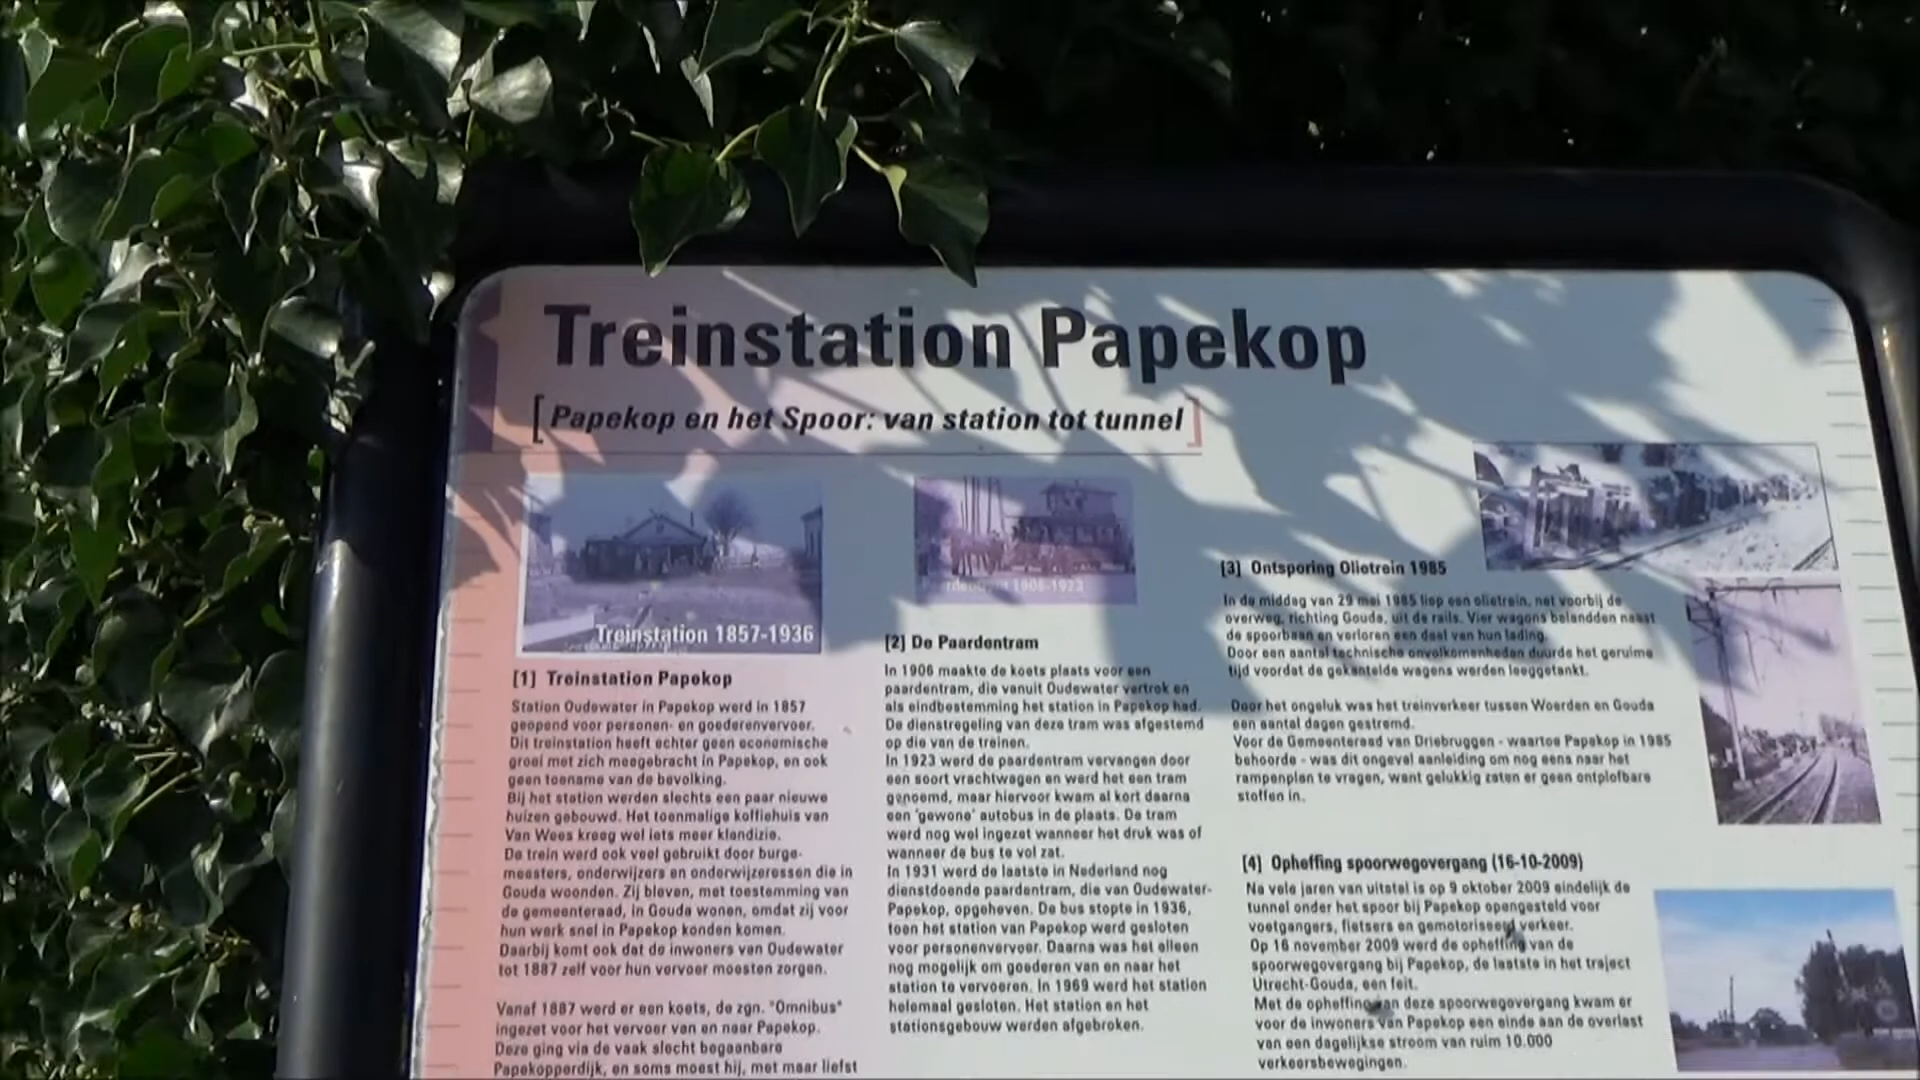 Treinstation Papekop
[Papekop en het Spoor: van station tot tunnel]
Treinstation 1857-1936
[1] Treinstation Papekop
Station Oudewater in Papekop werd in 1857
geopend voor personen- en goederenvervoer.
Dit treinstation heeft echter geen economische
groei met zich meegebracht in Papekop, en ook
geen toename van de bevolking.
Bij het station werden slechts een paar nieuwe
huizen gebouwd. Het toenmalige koffiehuis van
Van Wees kreeg wel iets meer klandizie.
De trein werd ook veel gebruikt door burge-
meesters, onderwijzers en onderwijzeressen die in
Gouda woonden. Zij bleven, met toestemming van
de gemeenteraad, in Gouda wonen, omdat zij voor
hun werk snel in Papekop konden komen.
Daarbij komt ook dat de inwoners van Oudewater
tot 1887 zelf voor hun vervoer moesten zorgen.
Vanaf 1887 werd er een koets, de zgn. "Omnibus"
ingezet voor het vervoer van en naar Papekop.
Deze ging via de vaak slecht begaanbare
Papekopperdijk, en soms moest hij, met maar liefst
1922
[2] De Paardentram
In 1906 maakte de koets plaats voor een
paardentram, die vanuit Oudewater vertrok en
als eindbestemming het station in Papekop had.
De dienstregeling van deze tram was afgestemd
op die van de treinen.
In 1923 werd de paardentram vervangen door
een soort vrachtwagen en werd het een tram
genoemd, maar hiervoor kwam al kort daarna
een 'gewone' autobus in de plaats. De tram
werd nog wel ingezet wanneer het druk was of
wanneer de bus te vol zat.
In 1931 werd de laatste in Nederland nog
dienstdoende paardentram, die van Oudewater-
Papekop, opgeheven. De bus stopte in 1936,
toen het station van Papekop werd gesloten
voor personenvervoer. Daarna was het alleen
nog mogelijk om goederen van en naar het
station te vervoeren. In 1969 werd het station
helemaal gesloten. Het station en het
stationsgebouw werden afgebroken.
[3] Ontsporing Olietrein 1985
In de middag van 29 mei 1985 liep een olietrein, net voorbij de
overweg, richting Gouda, uit de rails. Vier wagons belandden naast
de spoorbaan en verloren een deel van hun lading.
Door een aantal technische onvolkomenheden duurde het geruime
tijd voordat de gekantelde wagens werden leeggetankt.
Door het ongeluk was het treinverkeer tussen Woerden en Gouda
een aantal dagen gestremd.
Voor de Gemeenteraad van Driebruggen - waartoe Papekop in 1985
behoorde - was dit ongeval aanleiding om nog eens naar het
rampenplan te vragen, want gelukkig zaten er geen ontplofbare
stoffen in.
[4] Opheffing spoorwegovergang (16-10-2009)
Na vele jaren van uitstel is op 9 oktober 2009 eindelijk de
tunnel onder het spoor bij Papekop opengesteld voor
voetgangers, fietsers en gemotoriseerd verkeer.
Op 16 november 2009 werd de opheffing van de
spoorwegovergang bij Papekop, de laatste in het traject
Utrecht-Gouda, een feit.
Met de opheffing van deze spoorwegovergang kwam er
voor de inwoners van Papekop een einde aan de overlast
van een dagelijkse stroom van ruim 10.000
verkeersbewegingen.